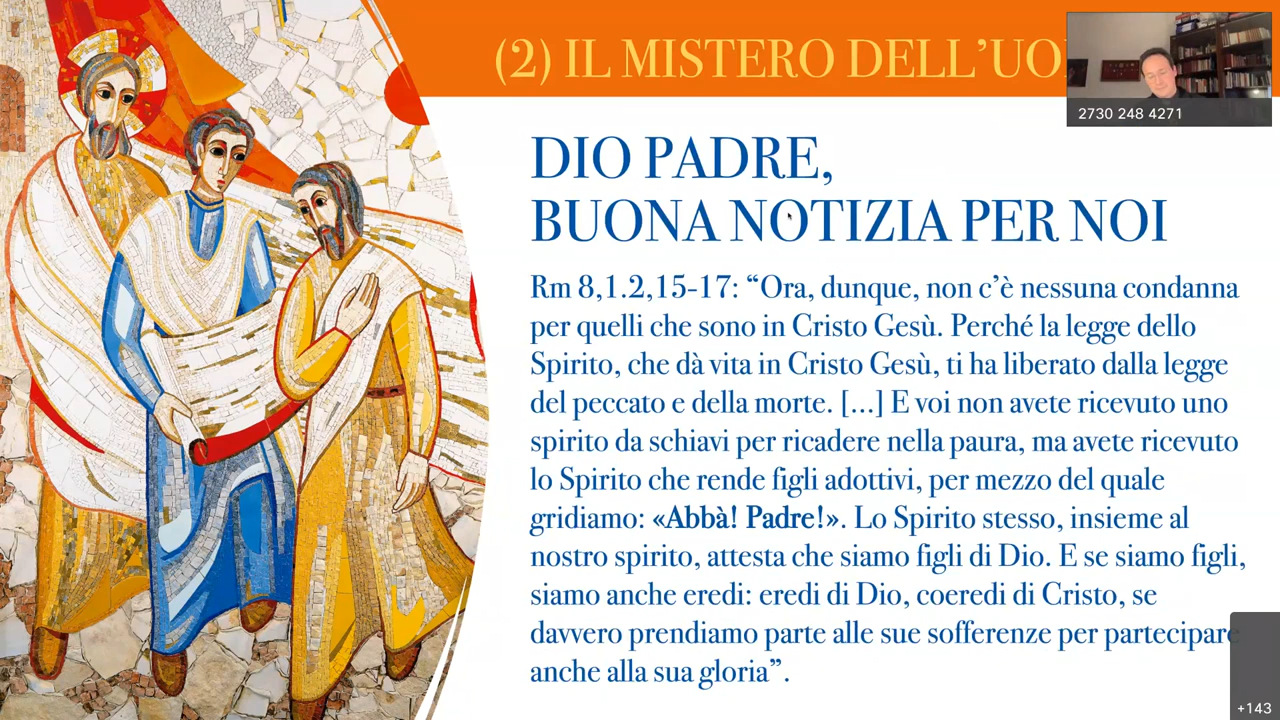 (2) IL MISTERO DELL’UO
2730 248 4271
DIO PADRE,
BUONA NOTIZIA PER NOI
Rm 8,1.2,15-17: “Ora, dunque, non c’è nessuna condanna
per quelli che sono in Cristo Gesù. Perché la legge dello
Spirito, che dà vita in Cristo Gesù, ti ha liberato dalla legge
del peccato e della morte. [...] E voi non avete ricevuto uno
spirito da schiavi per ricadere nella paura, ma avete ricevuto
lo Spirito che rende figli adottivi, per mezzo del quale
gridiamo: «Abbà! Padre!». Lo Spirito stesso, insieme al
nostro spirito, attesta che siamo figli di Dio. E se siamo figli,
siamo anche eredi: eredi di Dio, coeredi di Cristo, se
davvero prendiamo parte alle sue sofferenze per partecipare
anche alla sua gloria”.
+143